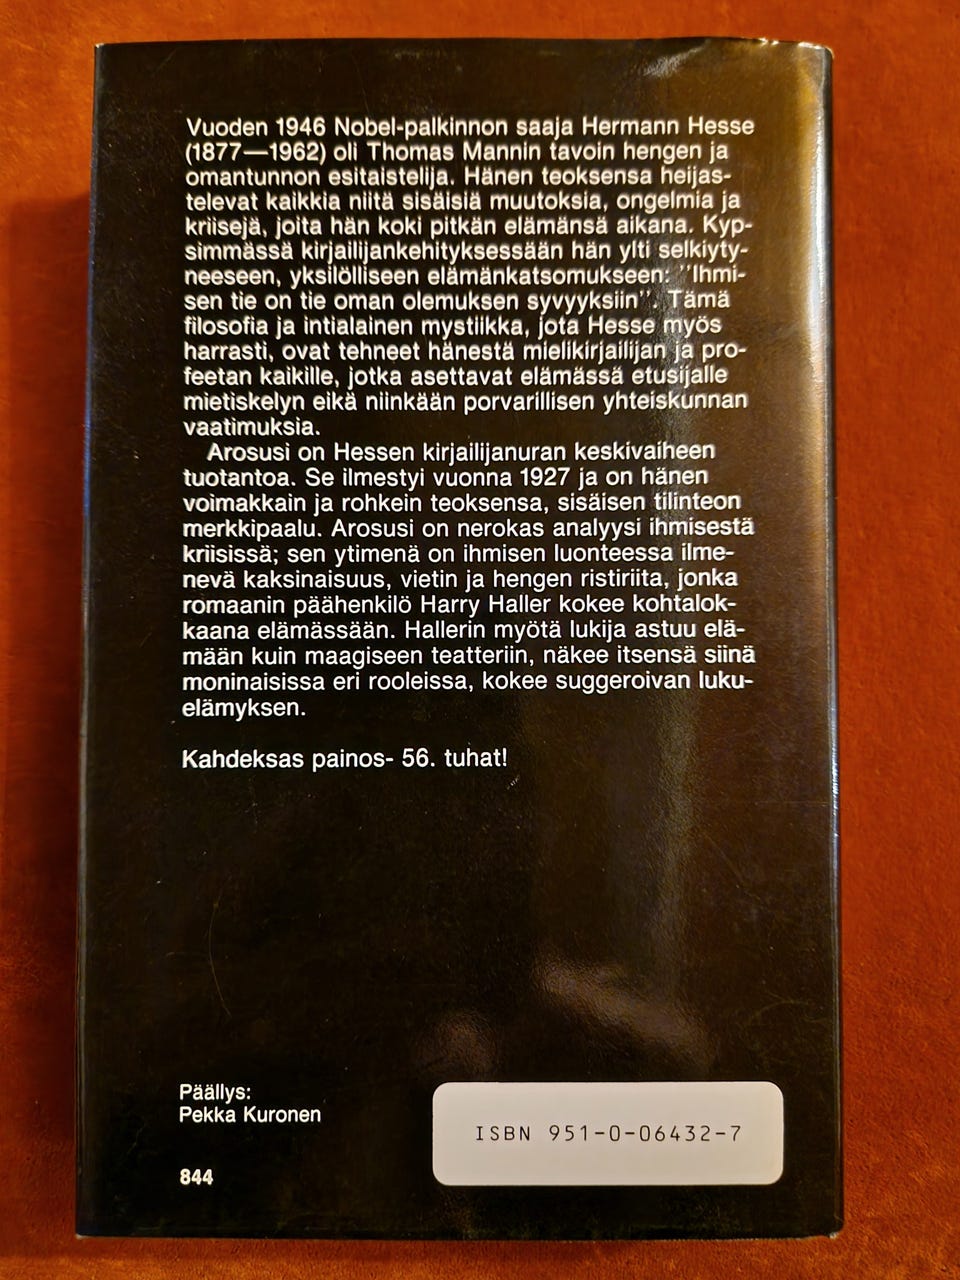 Vuoden 1946 Nobel-palkinnon saaja Hermann Hesse
(1877—1962) oli Thomas Mannin tavoin hengen ja
omantunnon esitaistelija. Hänen teoksensa heijas-
televat kaikkia niitä sisäisiä muutoksia, ongelmia ja
kriisejä, joita hän koki pitkän elämänsä aikana. Kyp-
simmässä kirjailijankehityksessään hän ylti selkiyty-
neeseen, yksilölliseen elämänkatsomukseen: ''Ihmi-
sen tie on tie oman olemuksen syvyyksiin''. Tämä
filosofia ja intialainen mystiikka, jota Hesse myös
harrasti, ovat tehneet hänestä mielikirjailijan ja pro-
feetan kaikille, jotka asettavat elämässä etusijalle
mietiskelyn eikä niinkään porvarillisen yhteiskunnan
vaatimuksia.
Arosusi on Hessen kirjailijanuran keskivaiheen
tuotantoa. Se ilmestyi vuonna 1927 ja on hänen
voimakkain ja rohkein teoksensa, sisäisen tilinteon
merkkipaalu. Arosusi on nerokas analyysi ihmisestä
kriisissä; sen ytimenä on ihmisen luonteessa ilme-
nevä kaksinaisuus, vietin ja hengen ristiriita, jonka
romaanin päähenkilö Harry Haller kokee kohtalok-
kaana elämässään. Hallerin myötä lukija astuu elä-
mään kuin maagiseen teatteriin, näkee itsensä siinä
moninaisissa eri rooleissa, kokee suggeroivan luku-
elämyksen.
Kahdeksas painos- 56. tuhat!
Päällys:
Pekka Kuronen
844
ISBN 951-0-06432-7